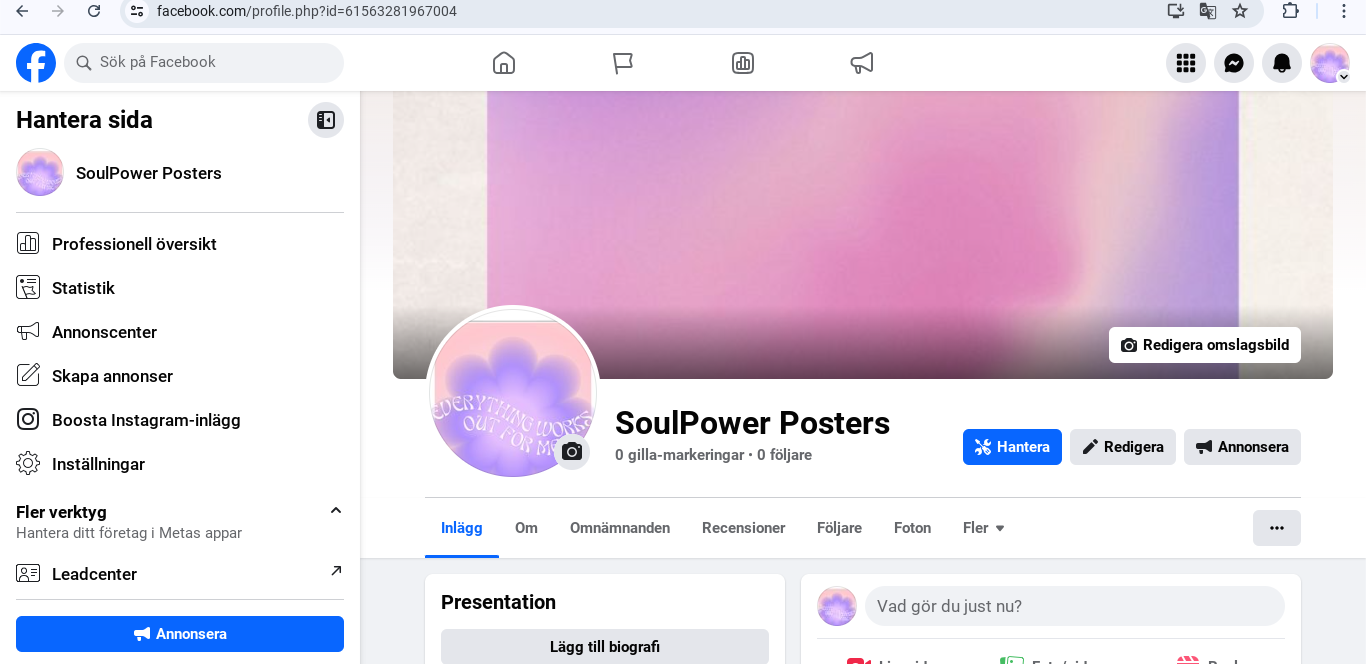 facebook.com/profile.php?id=61563281967004
Sök på Facebook
Hantera sida
SoulPower Posters
Professionell översikt
Statistik
Annonscenter
Skapa annonser
Boosta Instagram-inlägg
Inställningar
Fler verktyg
Hantera ditt företag i Metas appar
Leadcenter
Annonsera
Redigera omslagsbild
EVERYTHING WORKS
OUT FOR ME
SoulPower Posters
0 gilla-markeringar • 0 följare
Hantera
Redigera
Annonsera
Inlägg
Om
Omnämnanden
Recensioner
Följare
Foton
Fler
Presentation
Lägg till biografi
Vad gör du just nu?